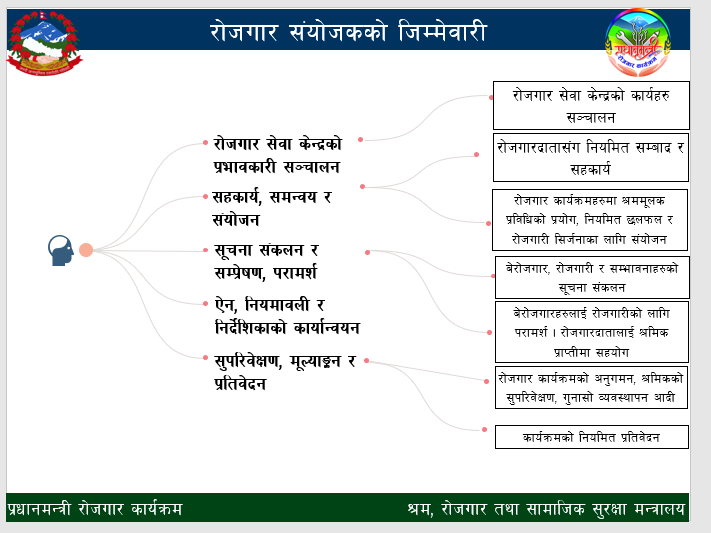 रोजगार संयोजकको जिम्मेवारी
प्रधानमन्त्री
रोजगार कार्यक्रम
रोजगार सेवा केन्द्रको
प्रभावकारी सञ्चालन
सहकार्य, समन्वय र
संयोजन
सूचना संकलन र
सम्प्रेषण, परामर्श
ऐन, नियमावली र
निर्देशिकाको कार्यान्वयन
सुपरिवेक्षण, मूल्याङ्कन र
प्रतिवेदन
रोजगार सेवा केन्द्रको कार्यहरु
सञ्चालन
रोजगारदातासंग नियमित सम्बाद र
सहकार्य
रोजगार कार्यक्रमहरुमा श्रममूलक
प्रविधिको प्रयोग, नियमित छलफल र
रोजगारी सिर्जनाका लागि संयोजन
बेरोजगार, रोजगारी र सम्भावनाहरुको
सूचना संकलन
बेरोजगारहरुलाई रोजगारीको लागि
परामर्श । रोजगारदातालाई श्रमिक
प्राप्तीमा सहयोग
रोजगार कार्यक्रमको अनुगमन, श्रमिकको
सुपरिवेक्षण, गुनासो व्यवस्थापन आदी
कार्यक्रमको नियमित प्रतिवेदन
प्रधानमन्त्री रोजगार कार्यक्रम
श्रम, रोजगार तथा सामाजिक सुरक्षा मन्त्रालय